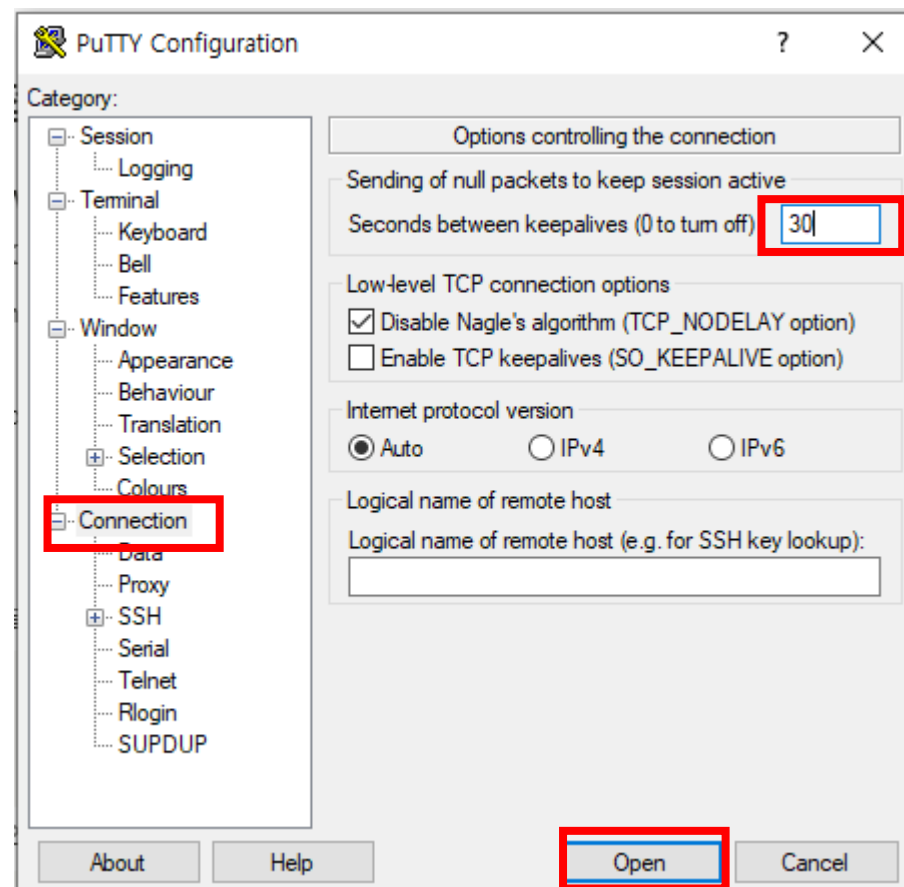 PuTTY Configuration
?
Category:
Session
Logging
Terminal
Keyboard
Bell
Features
Window
Appearance
Behaviour
Translation
Selection
Colours
Connection
Data
Proxy
SSH
Serial
Telnet
Rlogin
SUPDUP
Options controlling the connection
Sending of null packets to keep session active
Seconds between keepalives (0 to turn off) 30
Low-level TCP connection options
Disable Nagle's algorithm (TCP_NODELAY option)
Enable TCP keepalives (SO_KEEPALIVE option)
Internet protocol version
Auto IPv4 IPv6
Logical name of remote host
Logical name of remote host (e.g. for SSH key lookup):
About Help Open Cancel